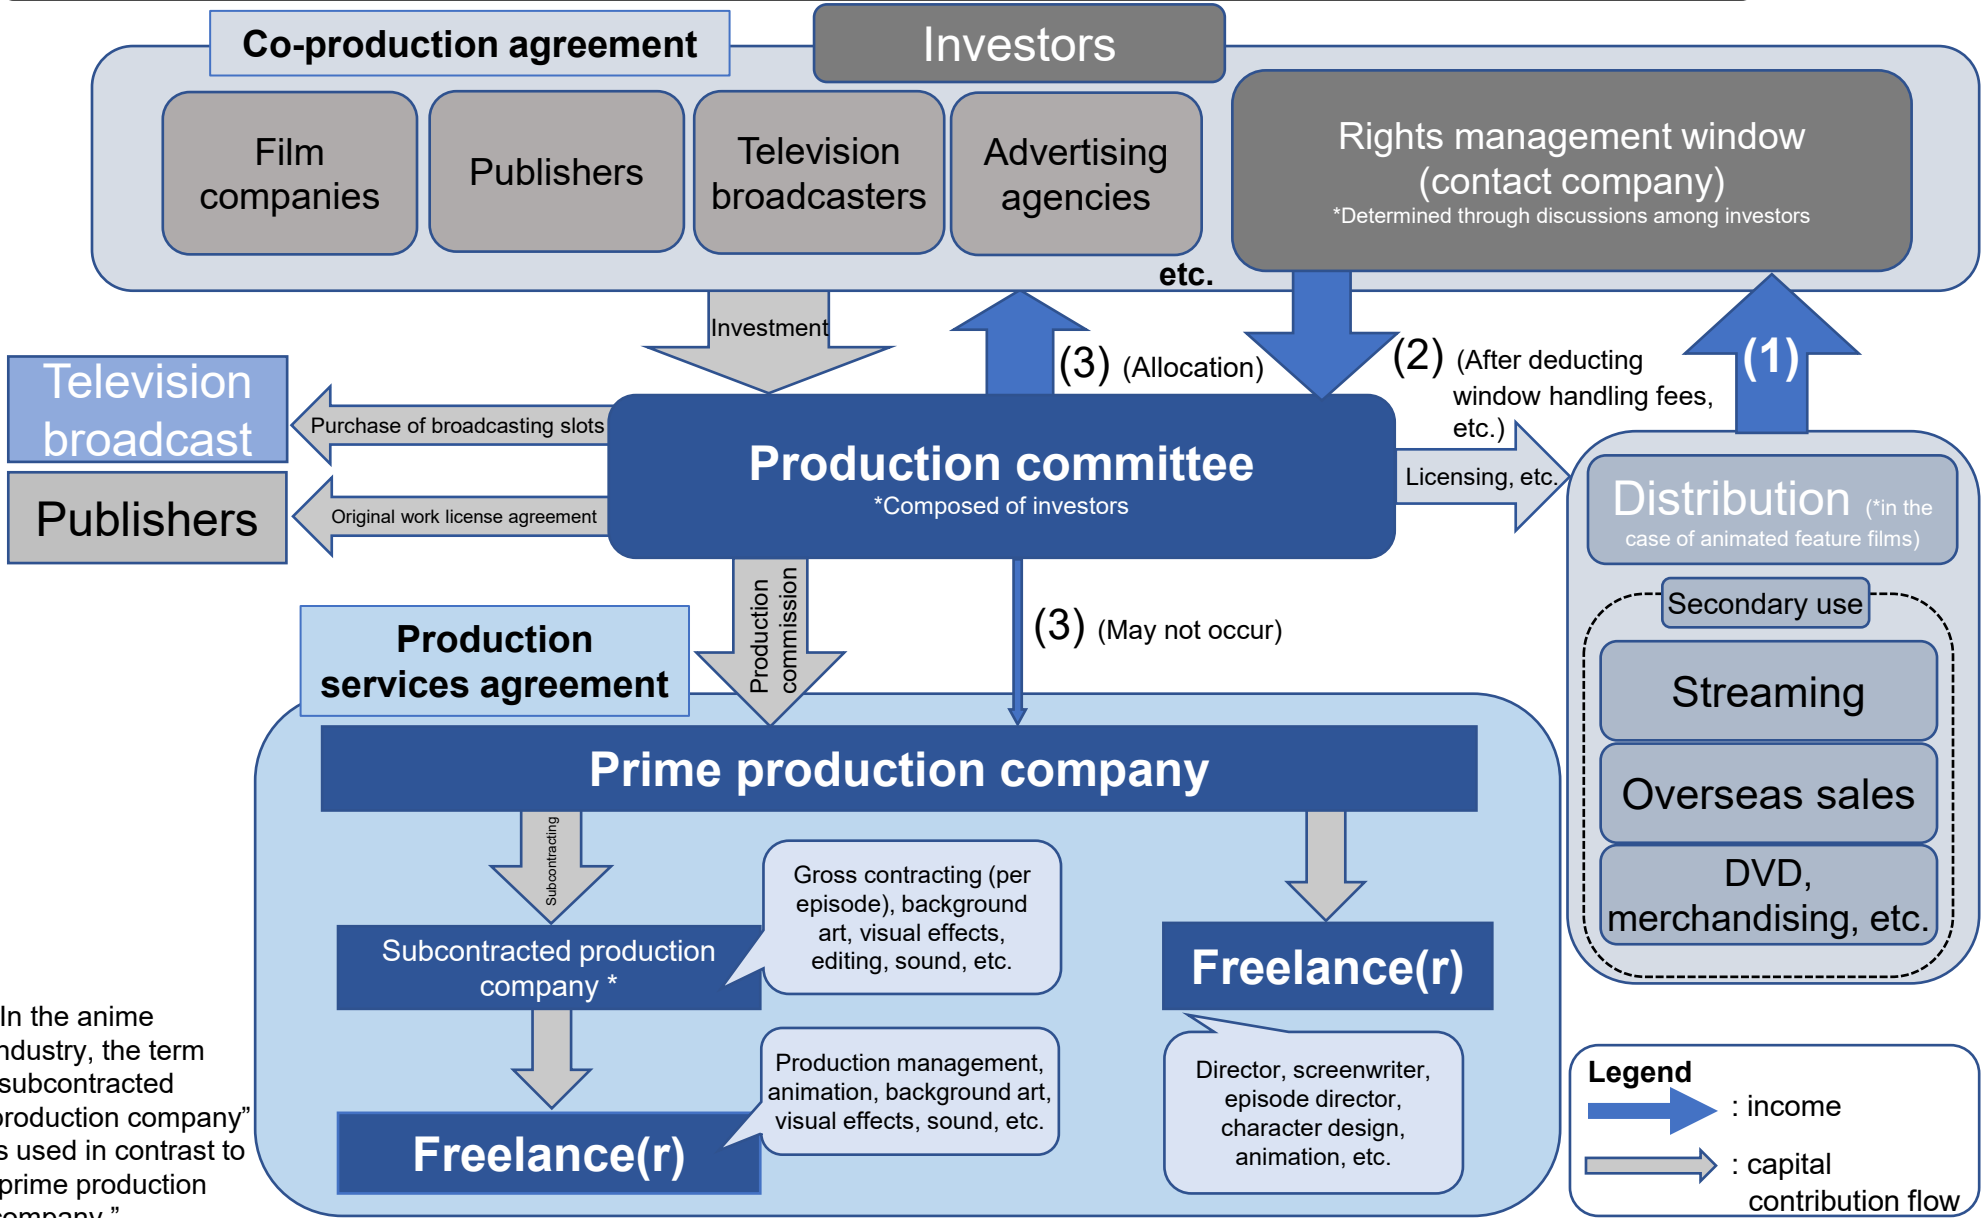 Co-production agreement
Investors
Film
companies
Publishers
Television
broadcasters
Advertising
agencies
etc.
Rights management window
(contact company)
*Determined through discussions among investors
Investment
(3) (Allocation)
(2) (After deducting
window handling fees,
etc.)
(1)
Television
broadcast
Purchase of broadcasting slots
Publishers
Original work license agreement
Production committee
*Composed of investors
Licensing, etc.
Distribution (*in the
case of animated feature films)
Secondary use
Streaming
Overseas sales
DVD,
merchandising, etc.
Production
commission
(3) (May not occur)
Production
services agreement
Prime production company
Subcontracting
Subcontracted production
company *
Gross contracting (per
episode), background
art, visual effects,
editing, sound, etc.
Freelance(r)
Production management,
animation, background art,
visual effects, sound, etc.
Freelance(r)
Director, screenwriter,
episode director,
character design,
animation, etc.
In the anime
industry, the term
subcontracted
production company”
is used in contrast to
prime production
company.”
Legend
: income
: capital
contribution flow